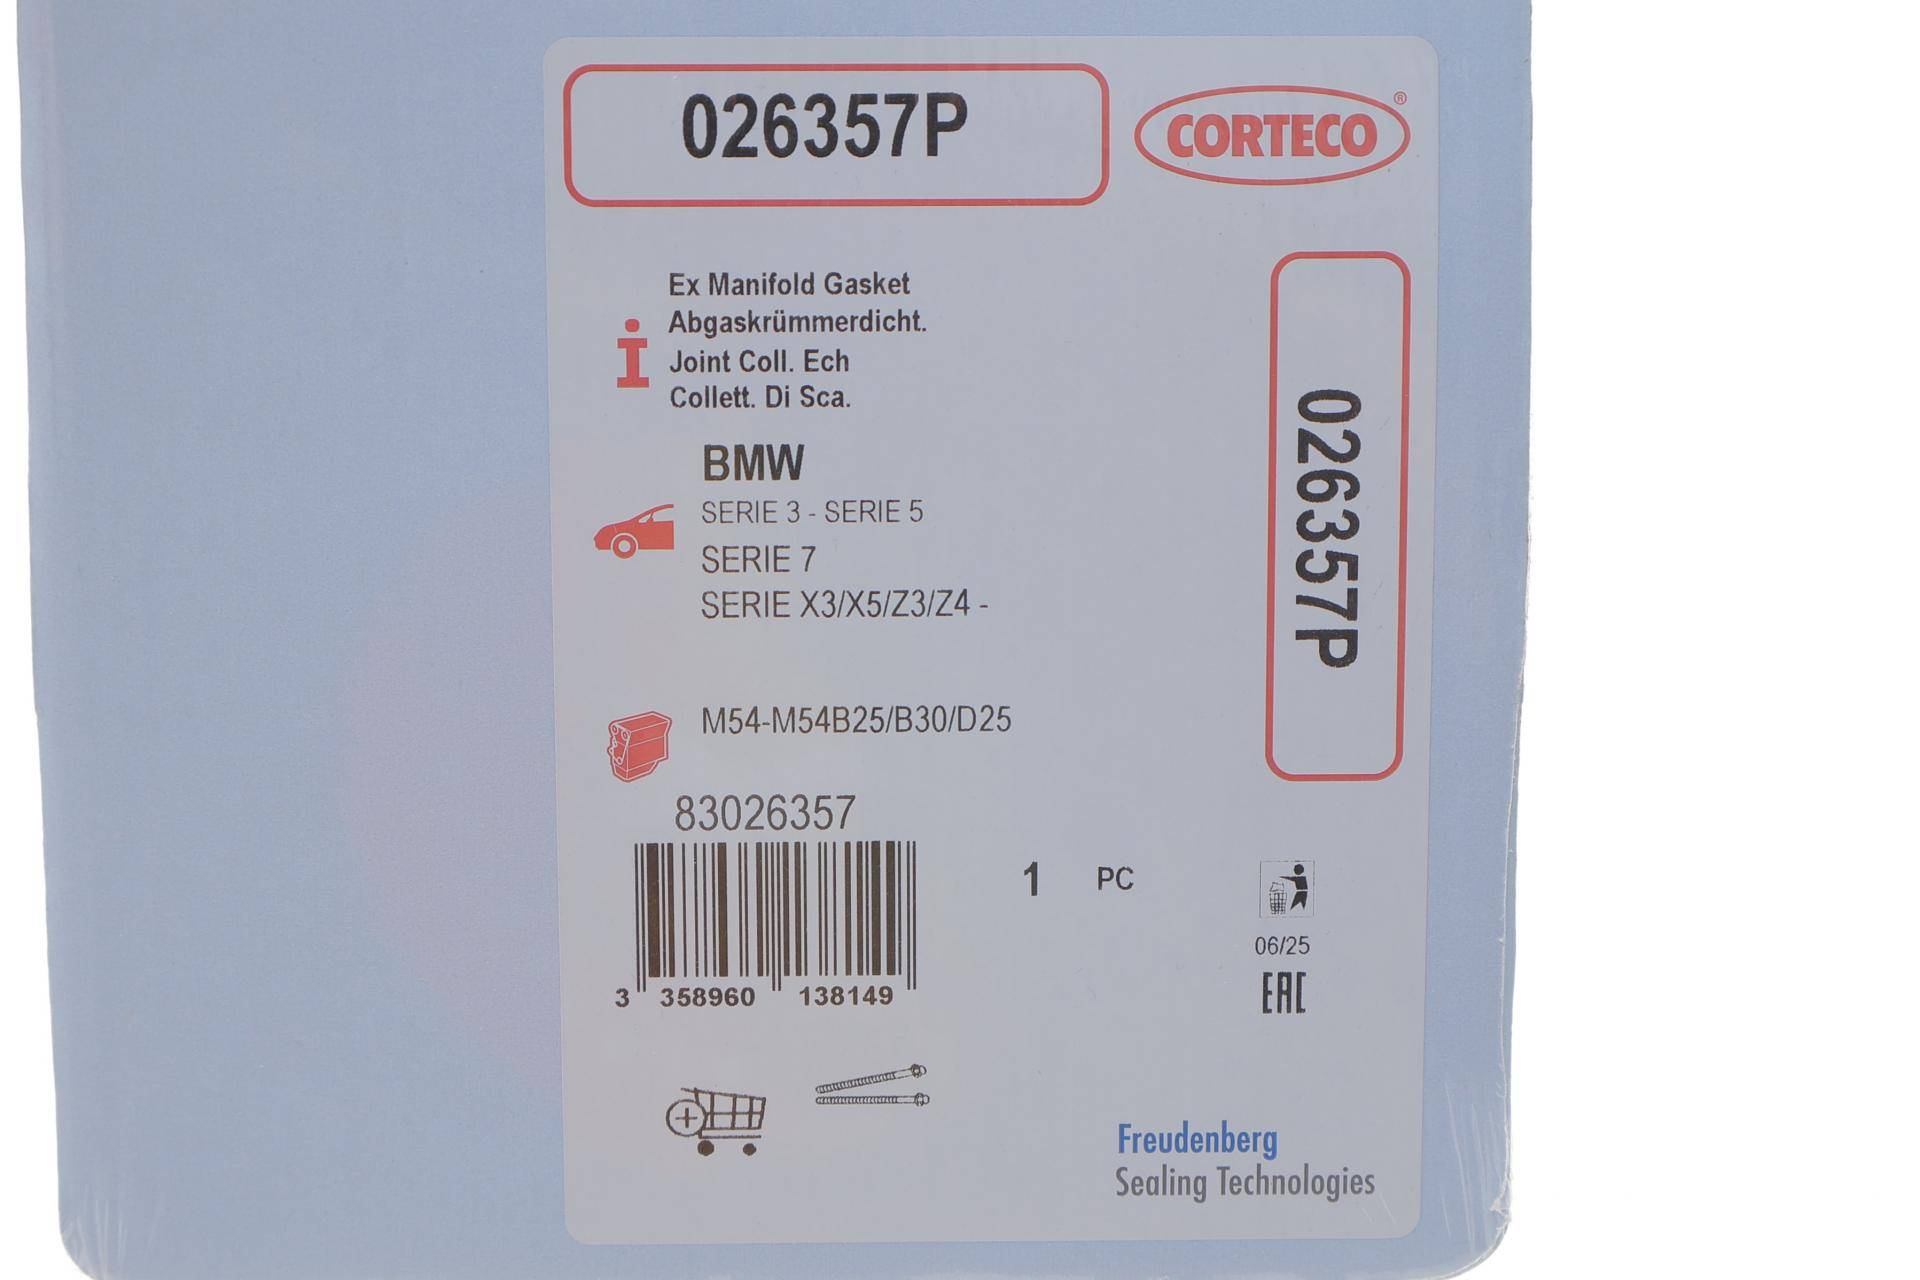 026357P
CORTECO®
Ex Manifold Gasket
Abgaskrümmerdicht.
Joint Coll. Ech
Collett. Di Sca.
BMW
SERIE 3 - SERIE 5
SERIE 7
SERIE X3/X5/Z3/Z4 -
026357P
M54-M54B25/B30/D25
83026357
1 PC
3 358960 138149
06/25
EAC
Freudenberg
Sealing Technologies